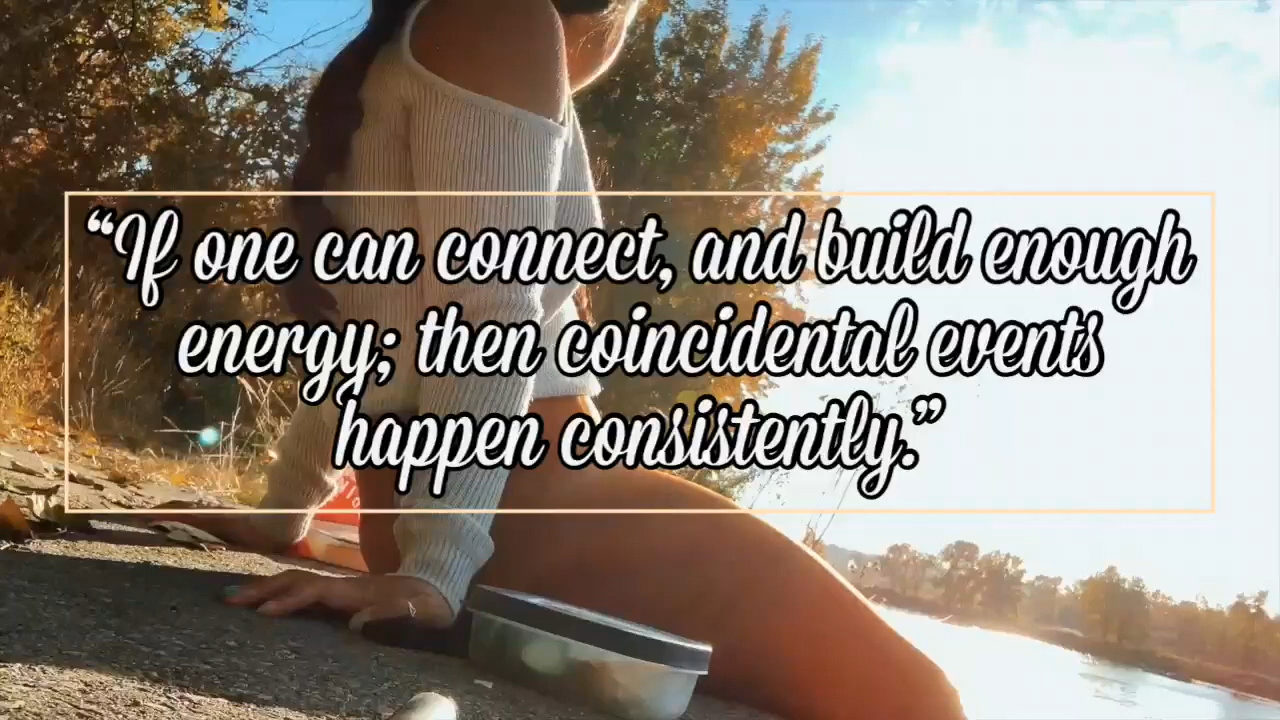 “If one can connect, and build enough
energy; then coincidental events
happen consistently.”